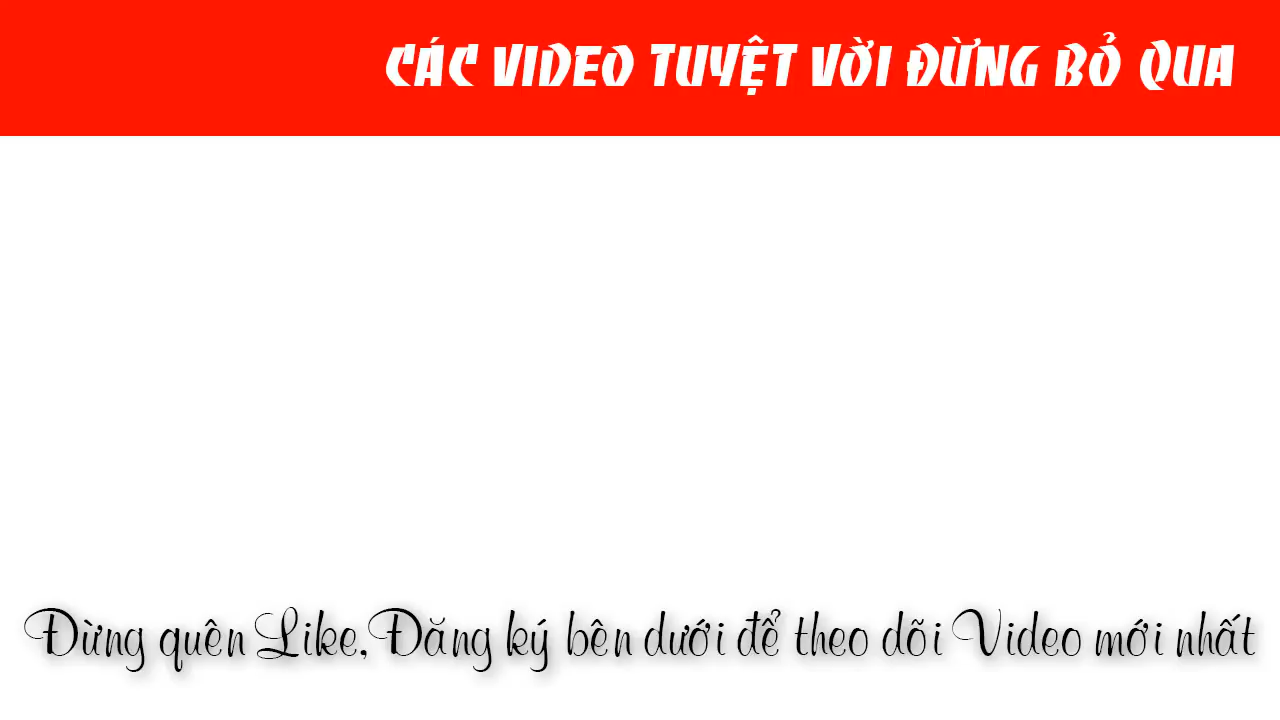 CÁC VIDEO TUYỆT VỜI ĐỪNG BỎ QUA
Đừng quên Like,Đăng ký bên dưới để theo dõi Video mới nhất